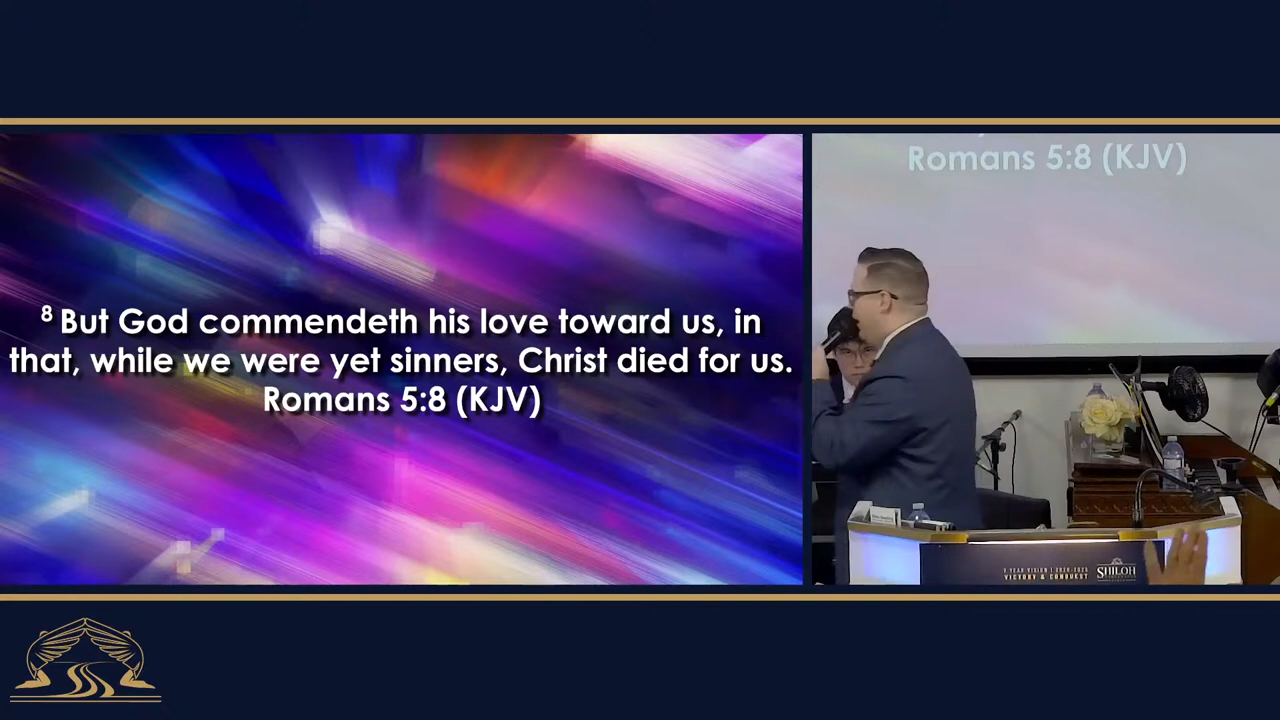 ⁸ But God commendeth his love toward us, in
that, while we were yet sinners, Christ died for us.
Romans 5:8 (KJV)
Romans 5:8 (KJV)
VICTORY & CONQUEST
SHILOH